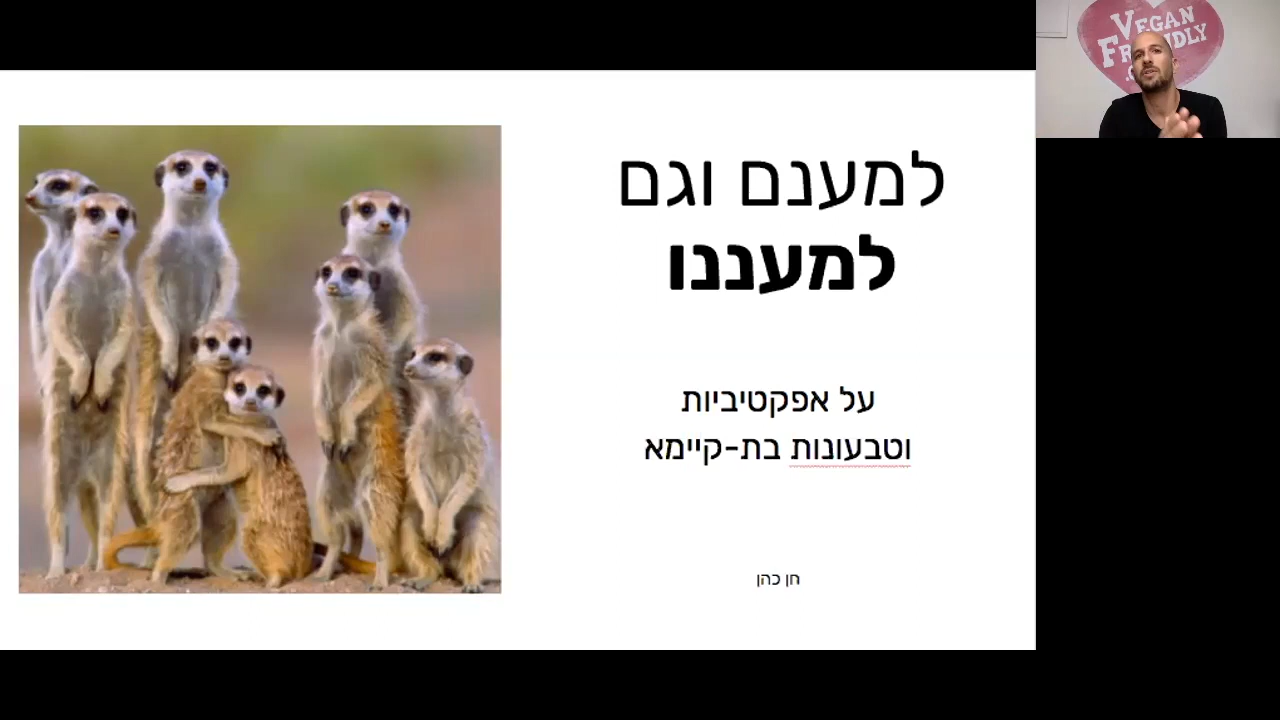 למענם וגם
למעננו
על אפקטיביות
וטבעונות בת-קיימא
חן כהן
VEGAN
FRIENDLY